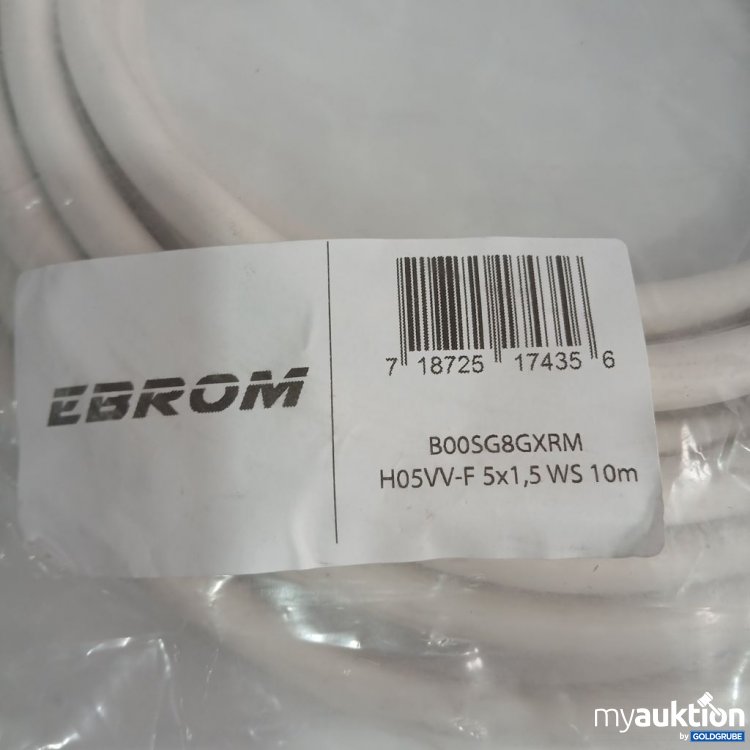 EBROM
7 18725 17435 6
B00SG8GXRM
H05VV-F 5x1,5 WS 10m
myauktion
by GOLDGRUBE